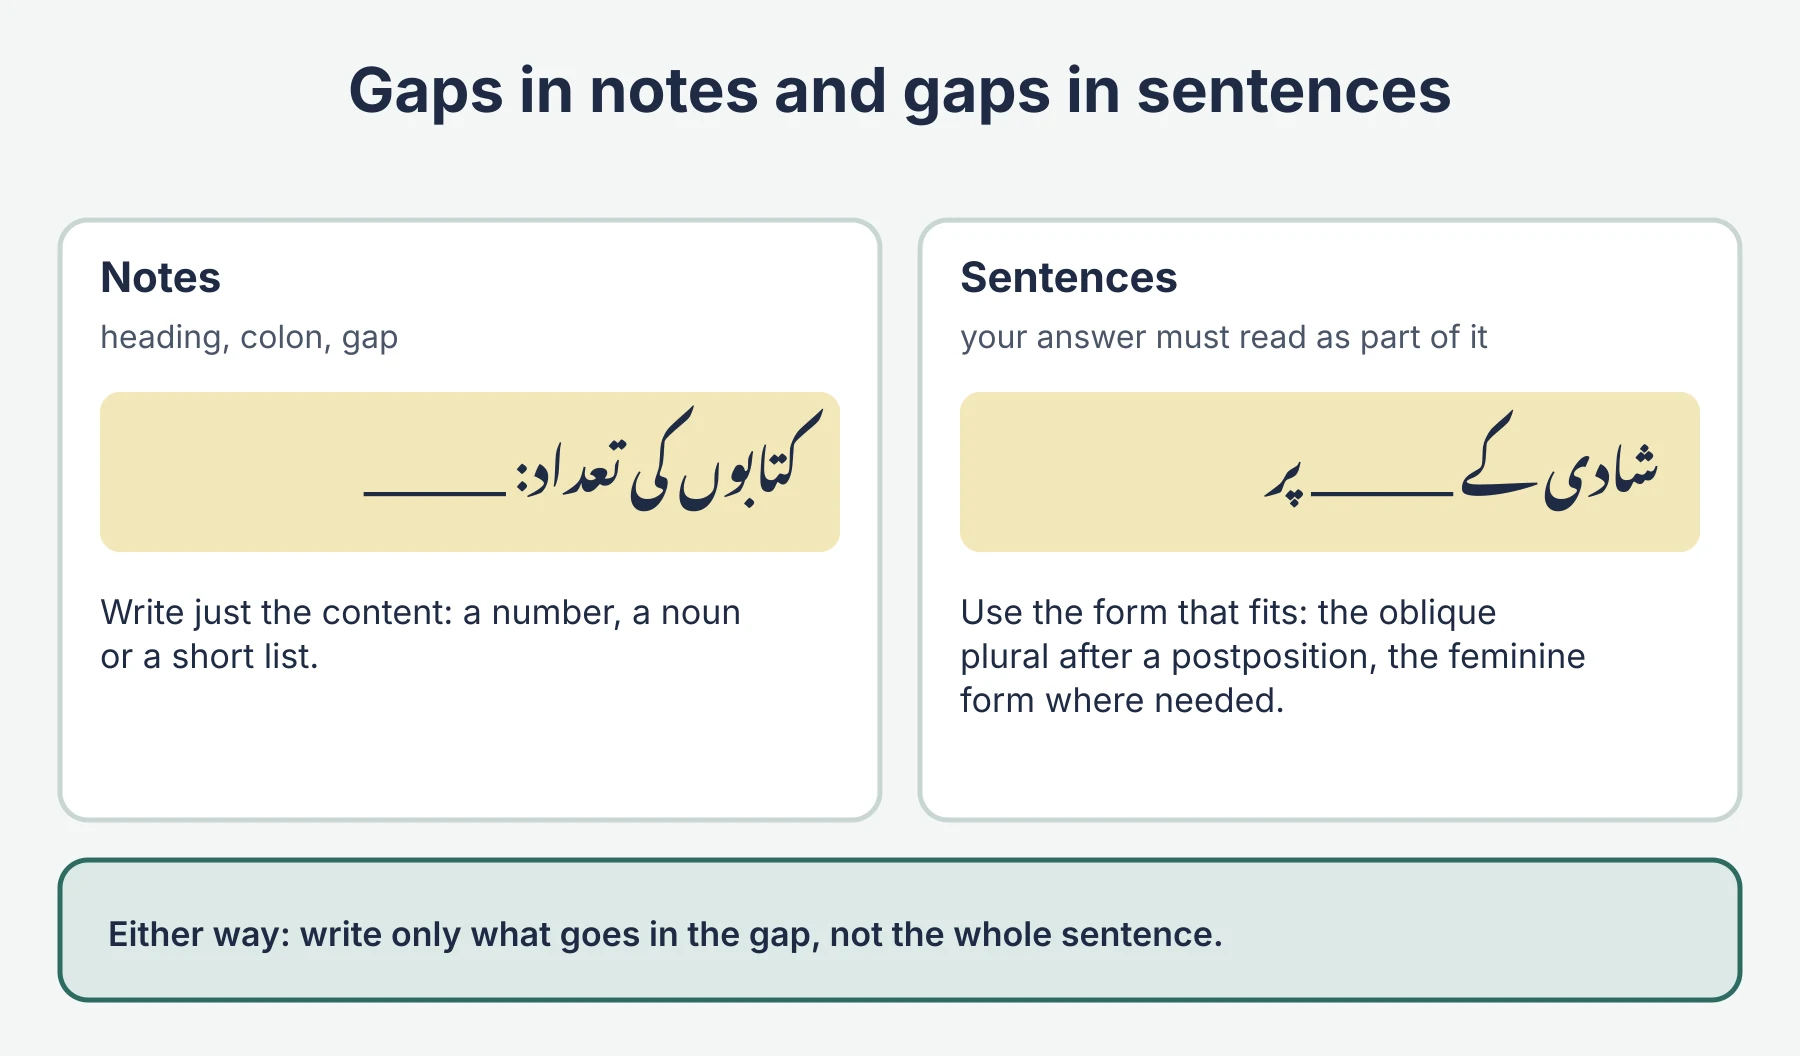 Gaps in notes and gaps in sentences
Notes
heading, colon, gap
کتابوں کی تعداد: ______
Write just the content: a number, a noun
or a short list.
Sentences
your answer must read as part of it
شادی کے ______ پر
Use the form that fits: the oblique
plural after a postposition, the feminine
form where needed.
Either way: write only what goes in the gap, not the whole sentence.